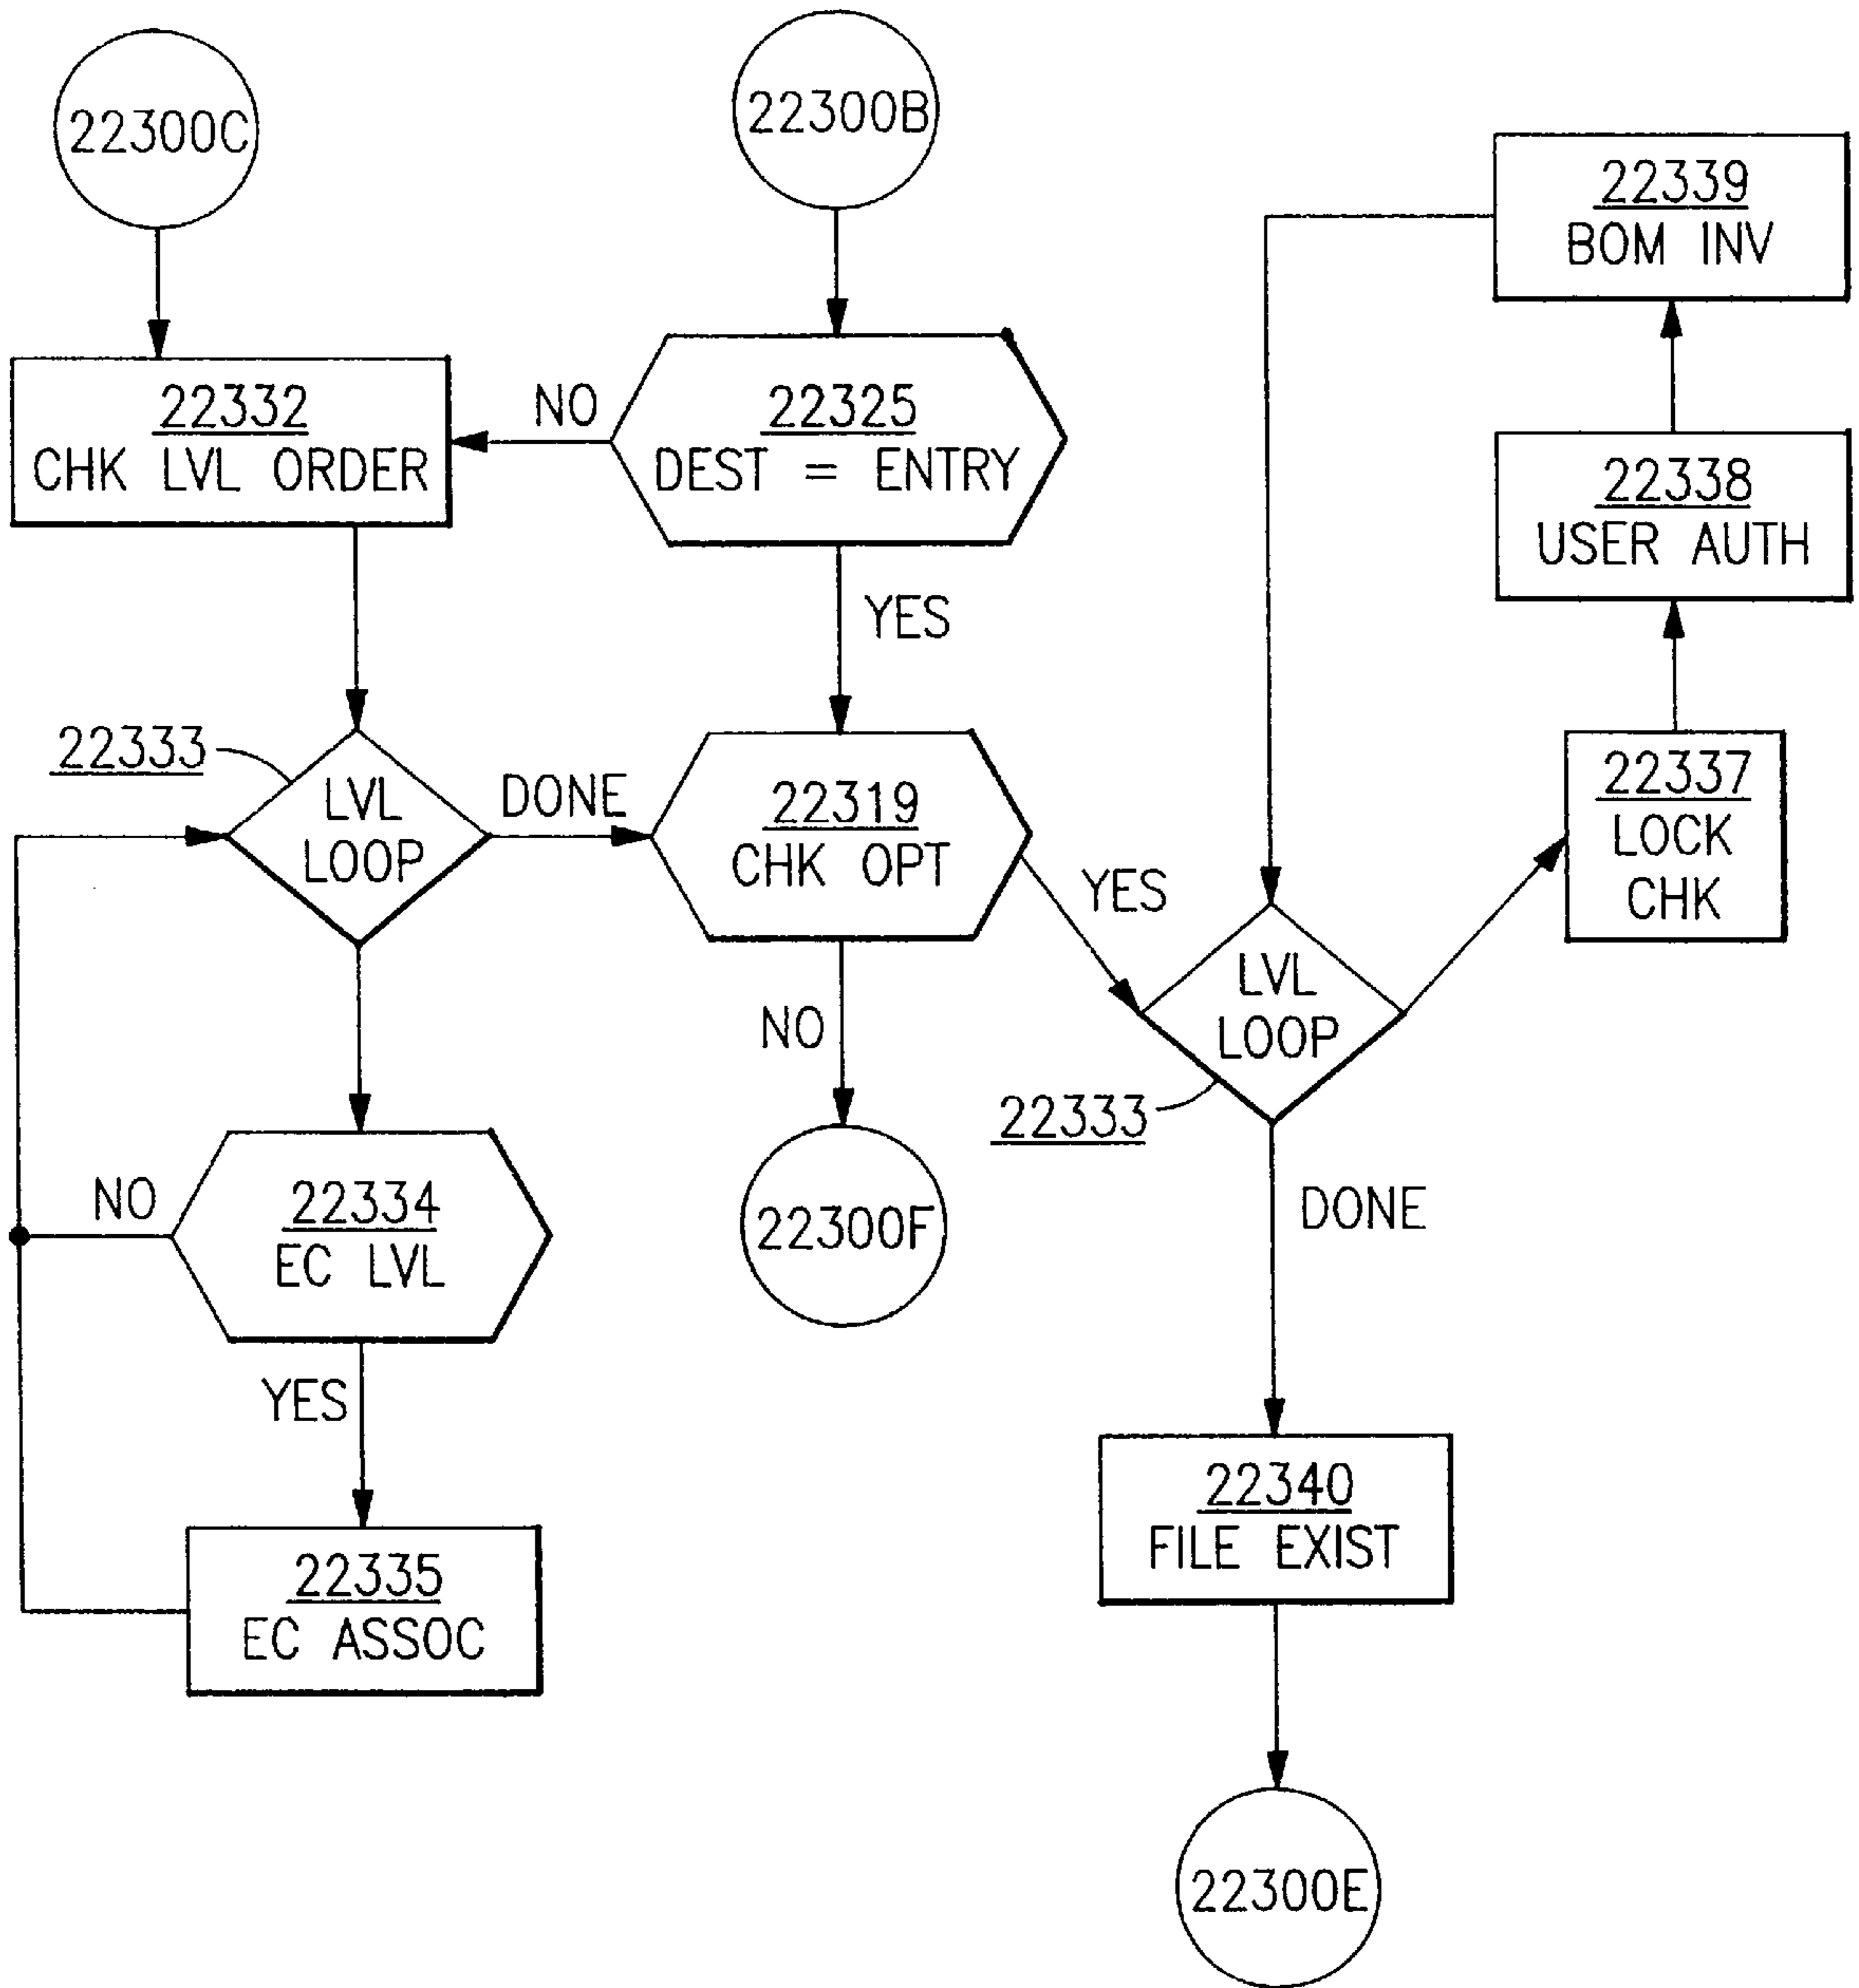 22300C
22300B
22339
BOM INV
22332
CHK LVL ORDER
NO
22325
DEST = ENTRY
22338
USER AUTH
YES
22333
LVL
LOOP
DONE
22319
CHK OPT
YES
22337
LOCK
CHK
LVL
LOOP
22333
NO
22300F
NO
22334
EC LVL
DONE
YES
22335
EC ASSOC
22340
FILE EXIST
22300E